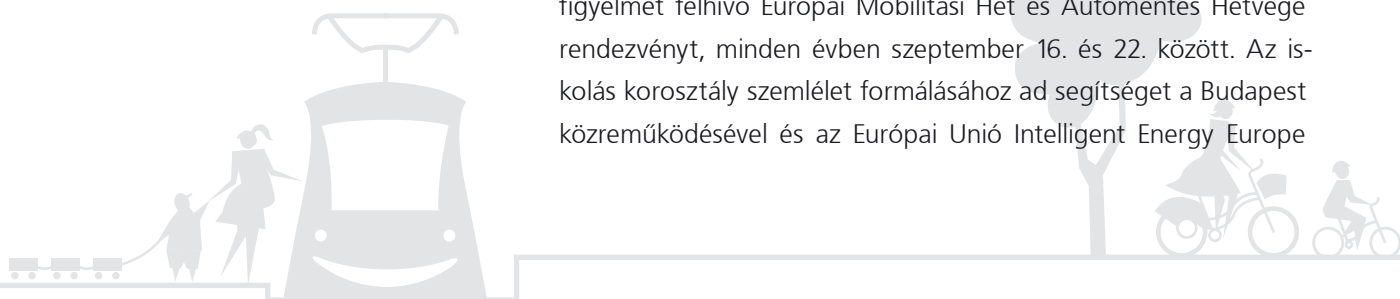 figyelmet felhívó Európai Mobilitási Hét és Autómentes Hétvége
rendezvényt, minden évben szeptember 16. és 22. között. Az is-
kolás korosztály szemlélet formálásához ad segítséget a Budapest
közreműködésével és az Európai Unió Intelligent Energy Europe